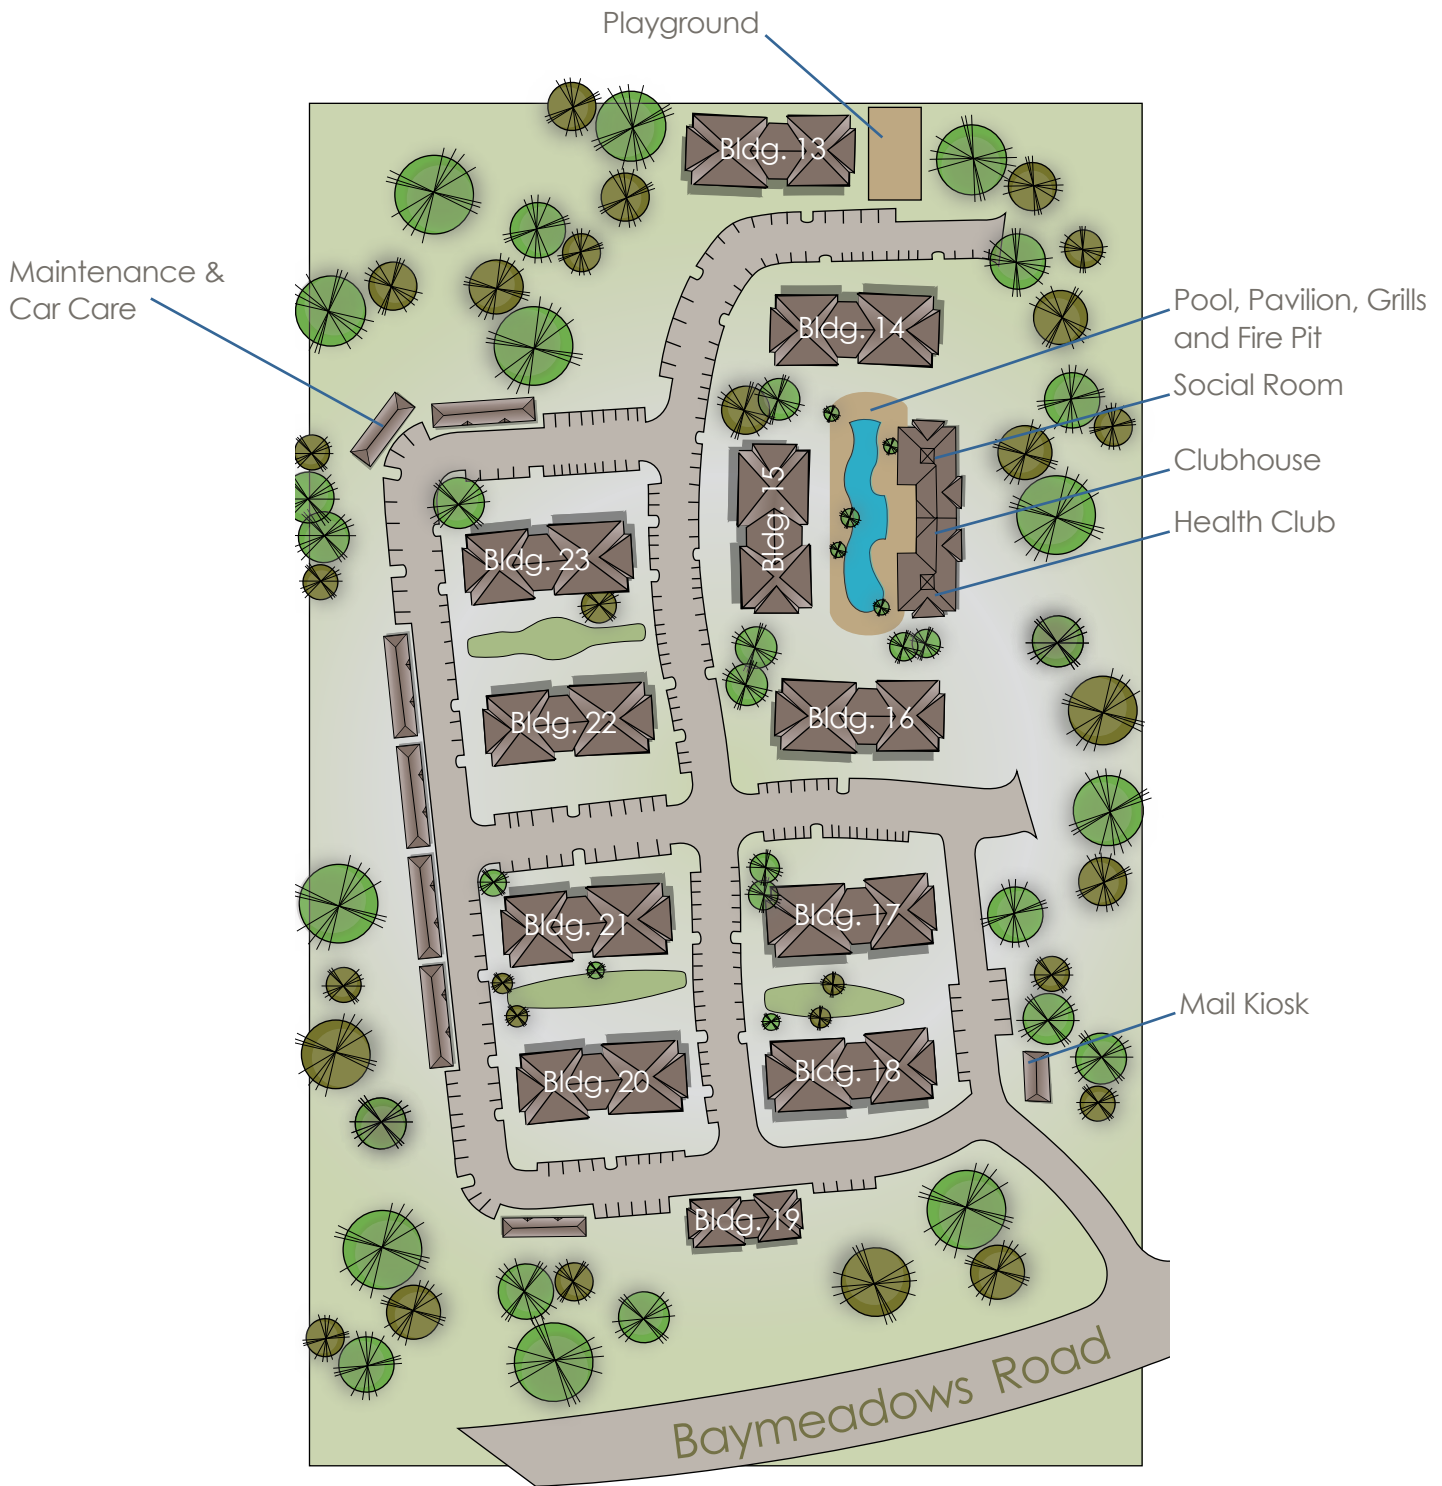 Playground
Bldg. 13
Maintenance &
Car Care
Pool, Pavilion, Grills
and Fire Pit
Bldg. 14
Social Room
Clubhouse
Bldg. 15
Health Club
Bldg. 23
Bldg. 22
Bldg. 16
Bldg. 21
Bldg. 17
Mail Kiosk
Bldg. 20
Bldg. 18
Bldg. 19
Baymeadows Road